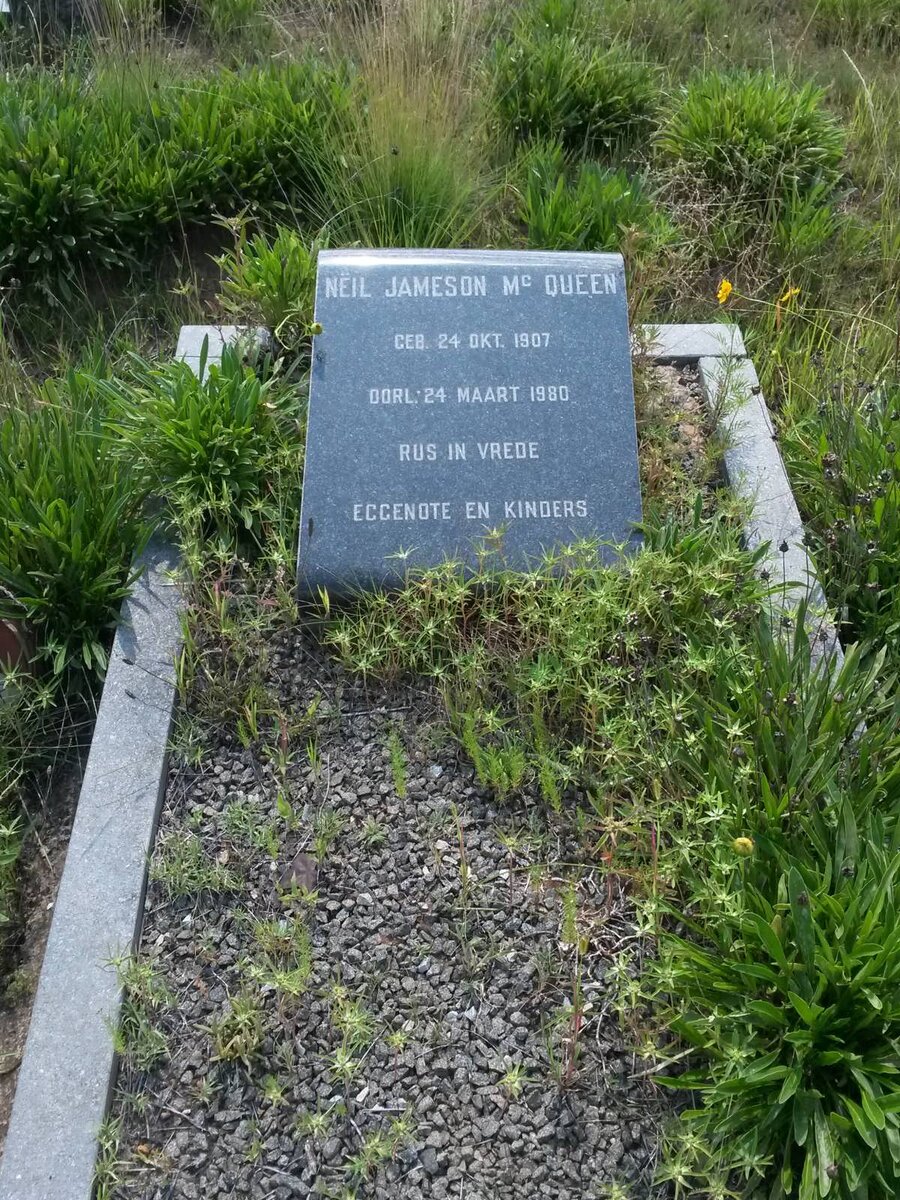 NEIL JAMESON Mc QUEEN
GEB. 24 OKT. 1907
OORL. 24 MAART 1980
RUS IN VREDE
EGGENOTE EN KINDERS